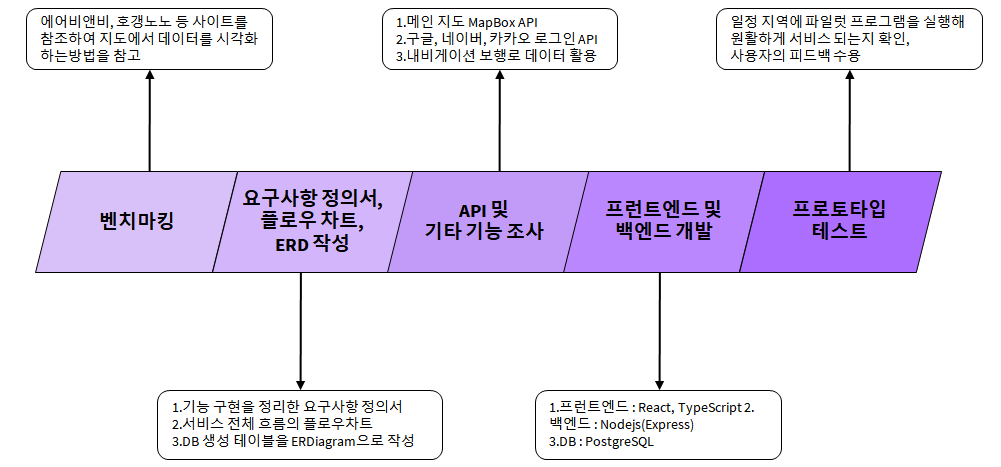 에어비앤비, 호갱노노 등 사이트를
참조하여 지도에서 데이터를 시각화
하는방법을 참고
1.메인 지도 MapBox API
2.구글, 네이버, 카카오 로그인 API
3.내비게이션 보행로 데이터 활용
일정 지역에 파일럿 프로그램을 실행해
원활하게 서비스 되는지 확인,
사용자의 피드백 수용
벤치마킹
요구사항 정의서,
플로우 차트,
ERD 작성
API 및
기타 기능 조사
프런트엔드 및
백엔드 개발
프로토타입
테스트
1.기능 구현을 정리한 요구사항 정의서
2.서비스 전체 흐름의 플로우차트
3.DB 생성 테이블을 ERDiagram으로 작성
1.프런트엔드 : React, TypeScript 2.
백엔드 : Nodejs(Express)
3.DB : PostgreSQL